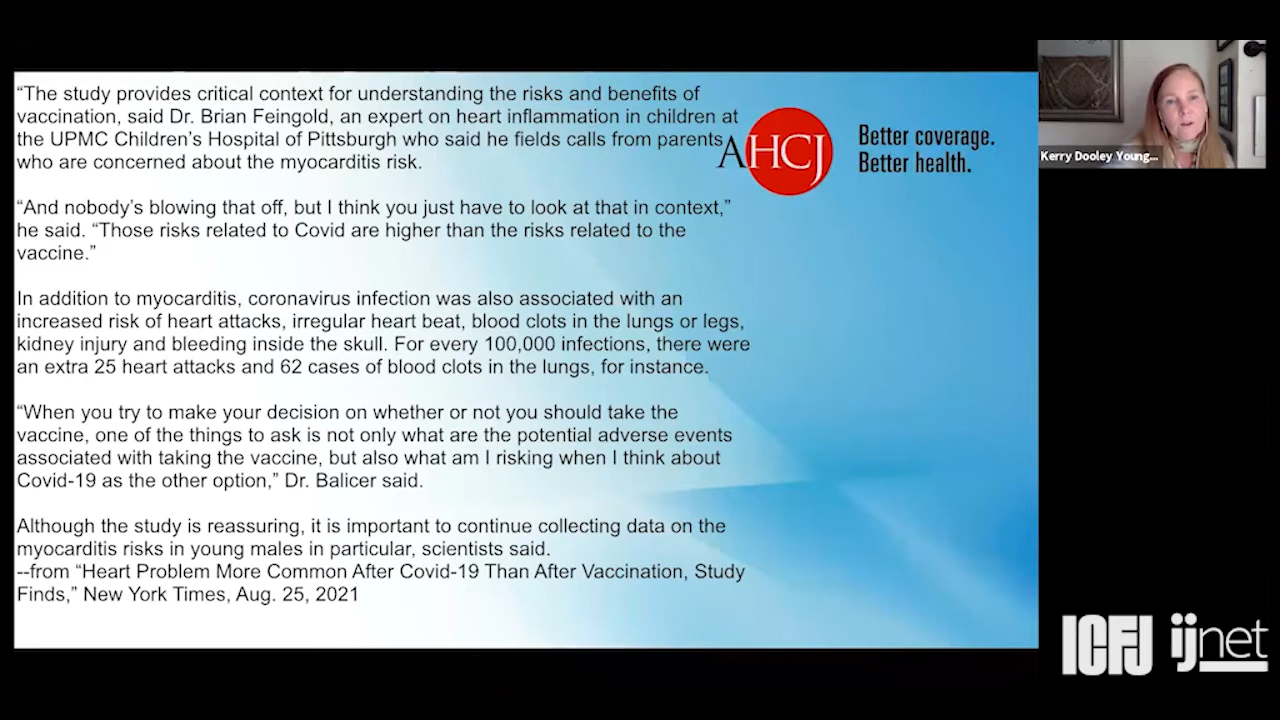 “The study provides critical context for understanding the risks and benefits of
vaccination, said Dr. Brian Feingold, an expert on heart inflammation in children at
the UPMC Children’s Hospital of Pittsburgh who said he fields calls from parents
who are concerned about the myocarditis risk.
“And nobody’s blowing that off, but I think you just have to look at that in context,”
he said. “Those risks related to Covid are higher than the risks related to the
vaccine.”
In addition to myocarditis, coronavirus infection was also associated with an
increased risk of heart attacks, irregular heart beat, blood clots in the lungs or legs,
kidney injury and bleeding inside the skull. For every 100,000 infections, there were
an extra 25 heart attacks and 62 cases of blood clots in the lungs, for instance.
“When you try to make your decision on whether or not you should take the
vaccine, one of the things to ask is not only what are the potential adverse events
associated with taking the vaccine, but also what am I risking when I think about
Covid-19 as the other option,” Dr. Balicer said.
Although the study is reassuring, it is important to continue collecting data on the
myocarditis risks in young males in particular, scientists said.
--from “Heart Problem More Common After Covid-19 Than After Vaccination, Study
Finds,” New York Times, Aug. 25, 2021
AHCJ
Better coverage.
Better health.
Kerry Dooley Young...
ICFJ ijnet